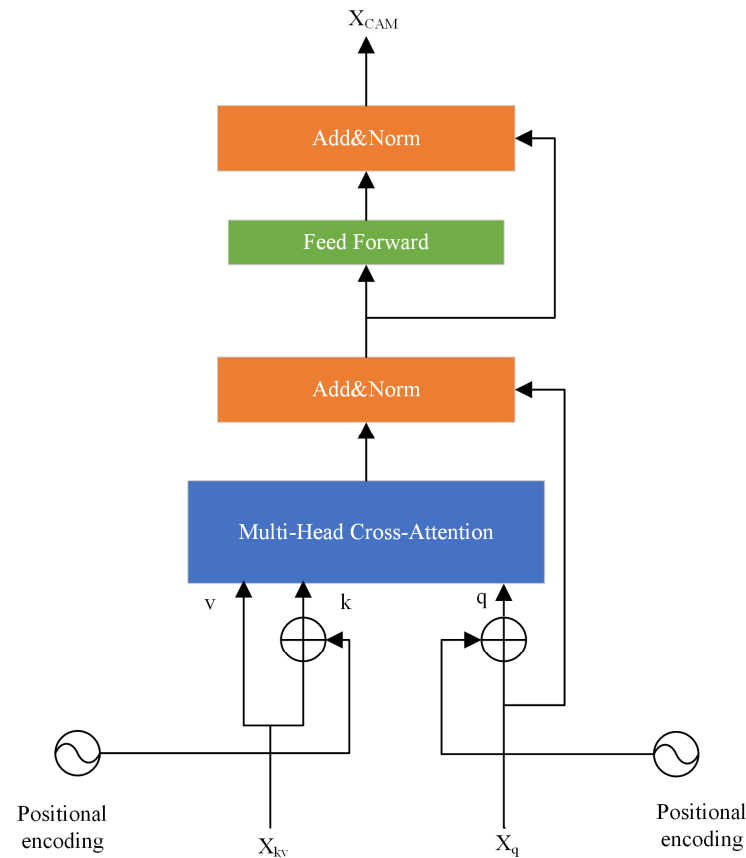 X_CAM
Add&Norm
Feed Forward
Add&Norm
Multi-Head Cross-Attention
v
k
q
Positional
encoding
Positional
encoding
X_kv
X_q